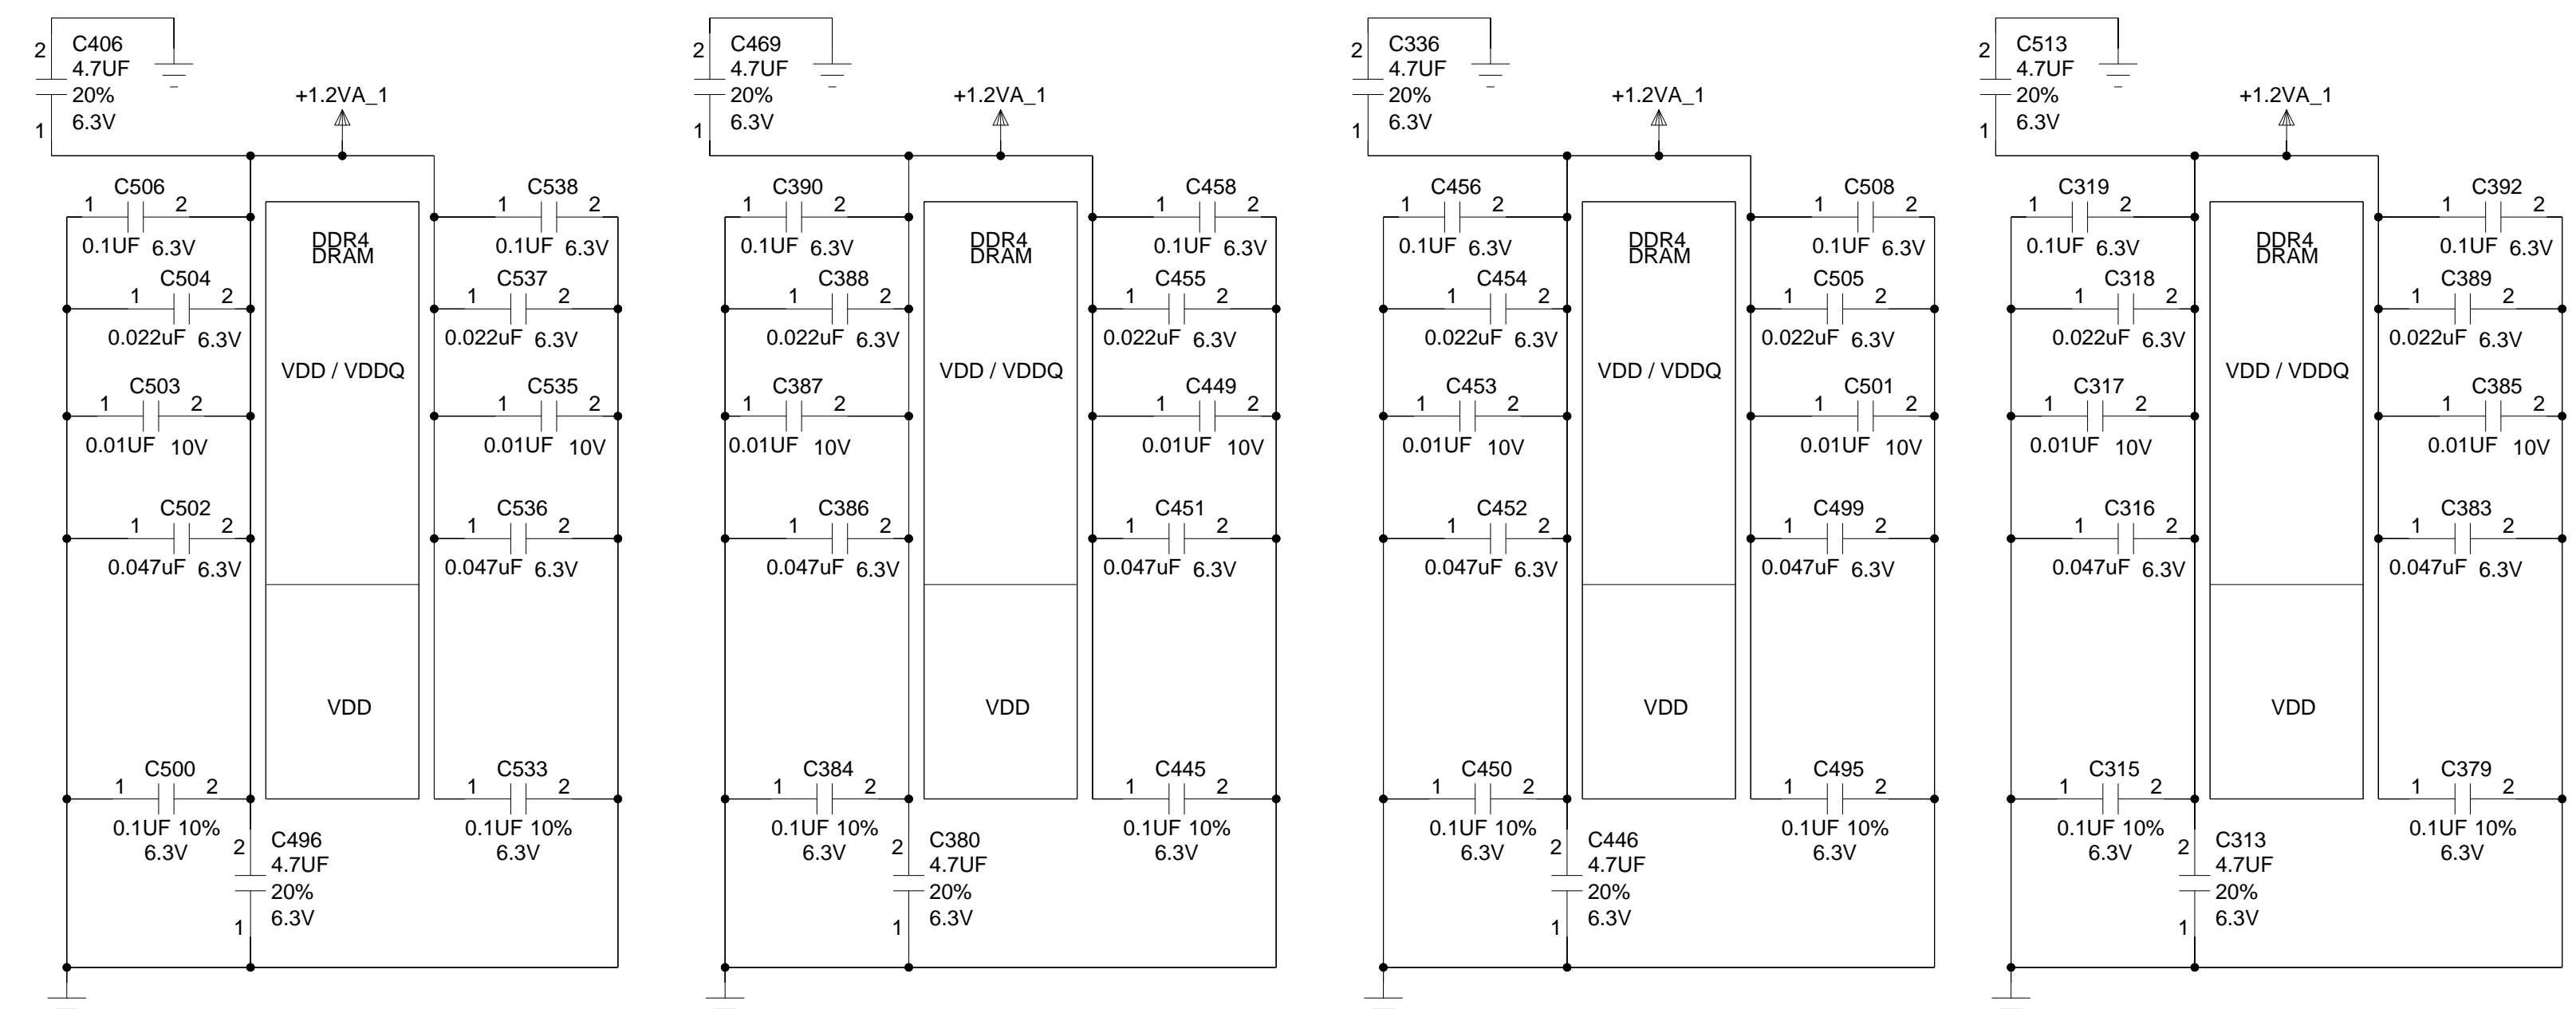 2
C406
4.7UF
20%
6.3V
1
+1.2VA_1
C506
1 2
0.1UF 6.3V
C504
1 2
0.022uF 6.3V
C503
1 2
0.01UF 10V
C502
1 2
0.047uF 6.3V
C500
1 2
0.1UF 10%
6.3V
DDR4
DRAM
VDD / VDDQ
VDD
C538
1 2
0.1UF 6.3V
C537
1 2
0.022uF 6.3V
C535
1 2
0.01UF 10V
C536
1 2
0.047uF 6.3V
C533
1 2
0.1UF 10%
6.3V
2
C496
4.7UF
20%
6.3V
1
2
C469
4.7UF
20%
6.3V
1
+1.2VA_1
C390
1 2
0.1UF 6.3V
C388
1 2
0.022uF 6.3V
C387
1 2
0.01UF 10V
C386
1 2
0.047uF 6.3V
C384
1 2
0.1UF 10%
6.3V
DDR4
DRAM
VDD / VDDQ
VDD
C458
1 2
0.1UF 6.3V
C455
1 2
0.022uF 6.3V
C449
1 2
0.01UF 10V
C451
1 2
0.047uF 6.3V
C445
1 2
0.1UF 10%
6.3V
2
C380
4.7UF
20%
6.3V
1
2
C336
4.7UF
20%
6.3V
1
+1.2VA_1
C456
1 2
0.1UF 6.3V
C454
1 2
0.022uF 6.3V
C453
1 2
0.01UF 10V
C452
1 2
0.047uF 6.3V
C450
1 2
0.1UF 10%
6.3V
DDR4
DRAM
VDD / VDDQ
VDD
C508
1 2
0.1UF 6.3V
C505
1 2
0.022uF 6.3V
C501
1 2
0.01UF 10V
C499
1 2
0.047uF 6.3V
C495
1 2
0.1UF 10%
6.3V
2
C446
4.7UF
20%
6.3V
1
2
C513
4.7UF
20%
6.3V
1
+1.2VA_1
C319
1 2
0.1UF 6.3V
C318
1 2
0.022uF 6.3V
C317
1 2
0.01UF 10V
C316
1 2
0.047uF 6.3V
C315
1 2
0.1UF 10%
6.3V
DDR4
DRAM
VDD / VDDQ
VDD
C392
1 2
0.1UF 6.3V
C389
1 2
0.022uF 6.3V
C385
1 2
0.01UF 10V
C383
1 2
0.047uF 6.3V
C379
1 2
0.1UF 10%
6.3V
2
C313
4.7UF
20%
6.3V
1